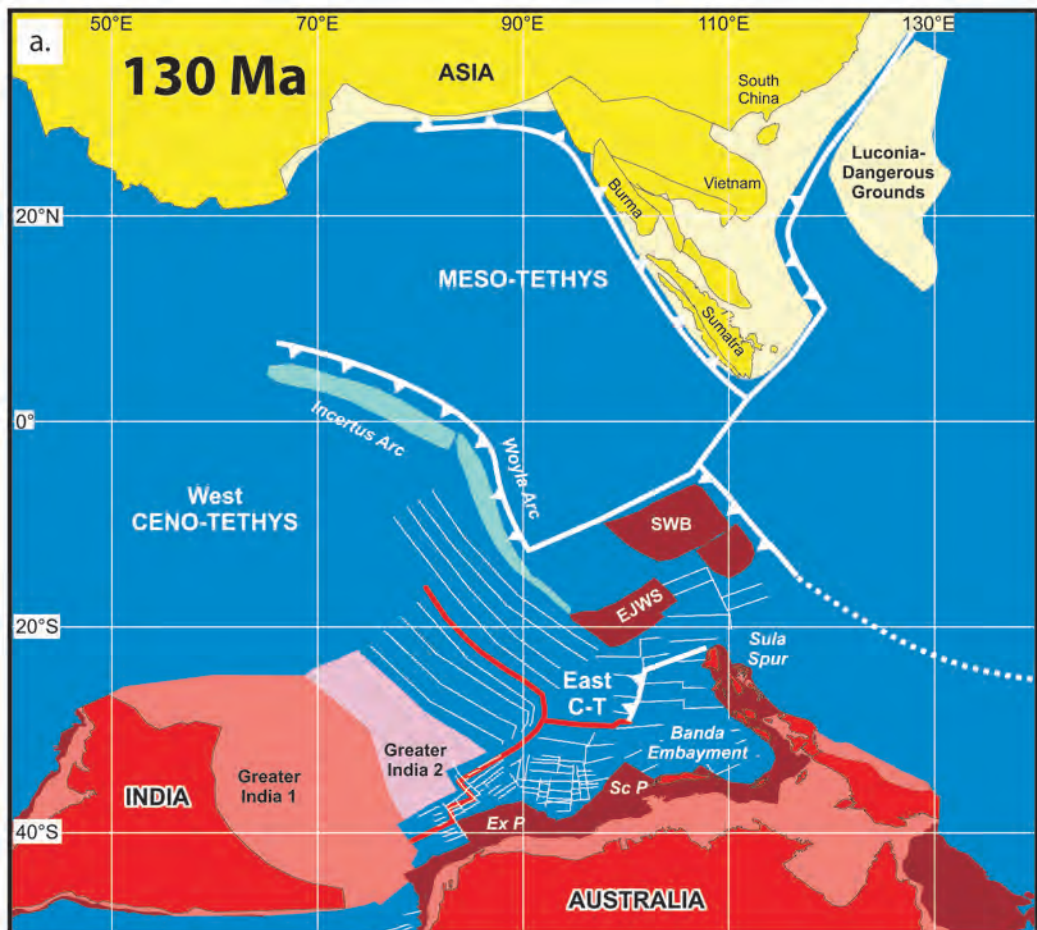 a.
50°E
70°E
90°E
110°E
130°E
130 Ma
ASIA
South
China
Luconia-
Dangerous
Grounds
Vietnam
Burma
20°N
MESO-TETHYS
Sumatra
0°
Incertus Arc
Woyla Arc
West
CENO-TETHYS
SWB
EJWS
20°S
Sula
Spur
East
C-T
Banda
Embayment
Greater
India 2
Greater
India 1
INDIA
Sc P
Ex P
40°S
AUSTRALIA